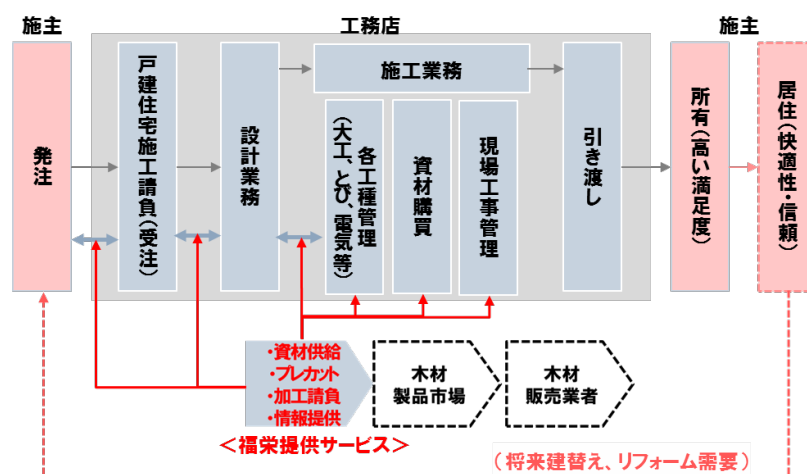 施主
工務店
施主
発注
戸建住宅施工請負(受注)
設計業務
施工業務
各工種管理
(大工、とび、電気等)
資材購買
現場工事管理
引き渡し
所有(高い満足度)
居住(快適性・信頼)
・資材供給
・プレカット
・加工請負
・情報提供
木材
製品市場
木材
販売業者
＜福栄提供サービス＞
(将来建替え、リフォーム需要)